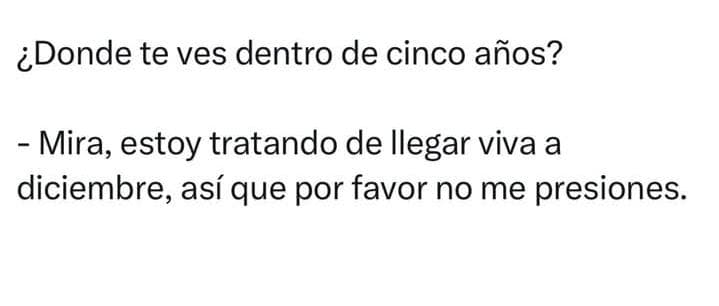 ¿Donde te ves dentro de cinco años?
- Mira, estoy tratando de llegar viva a
diciembre, así que por favor no me presiones.